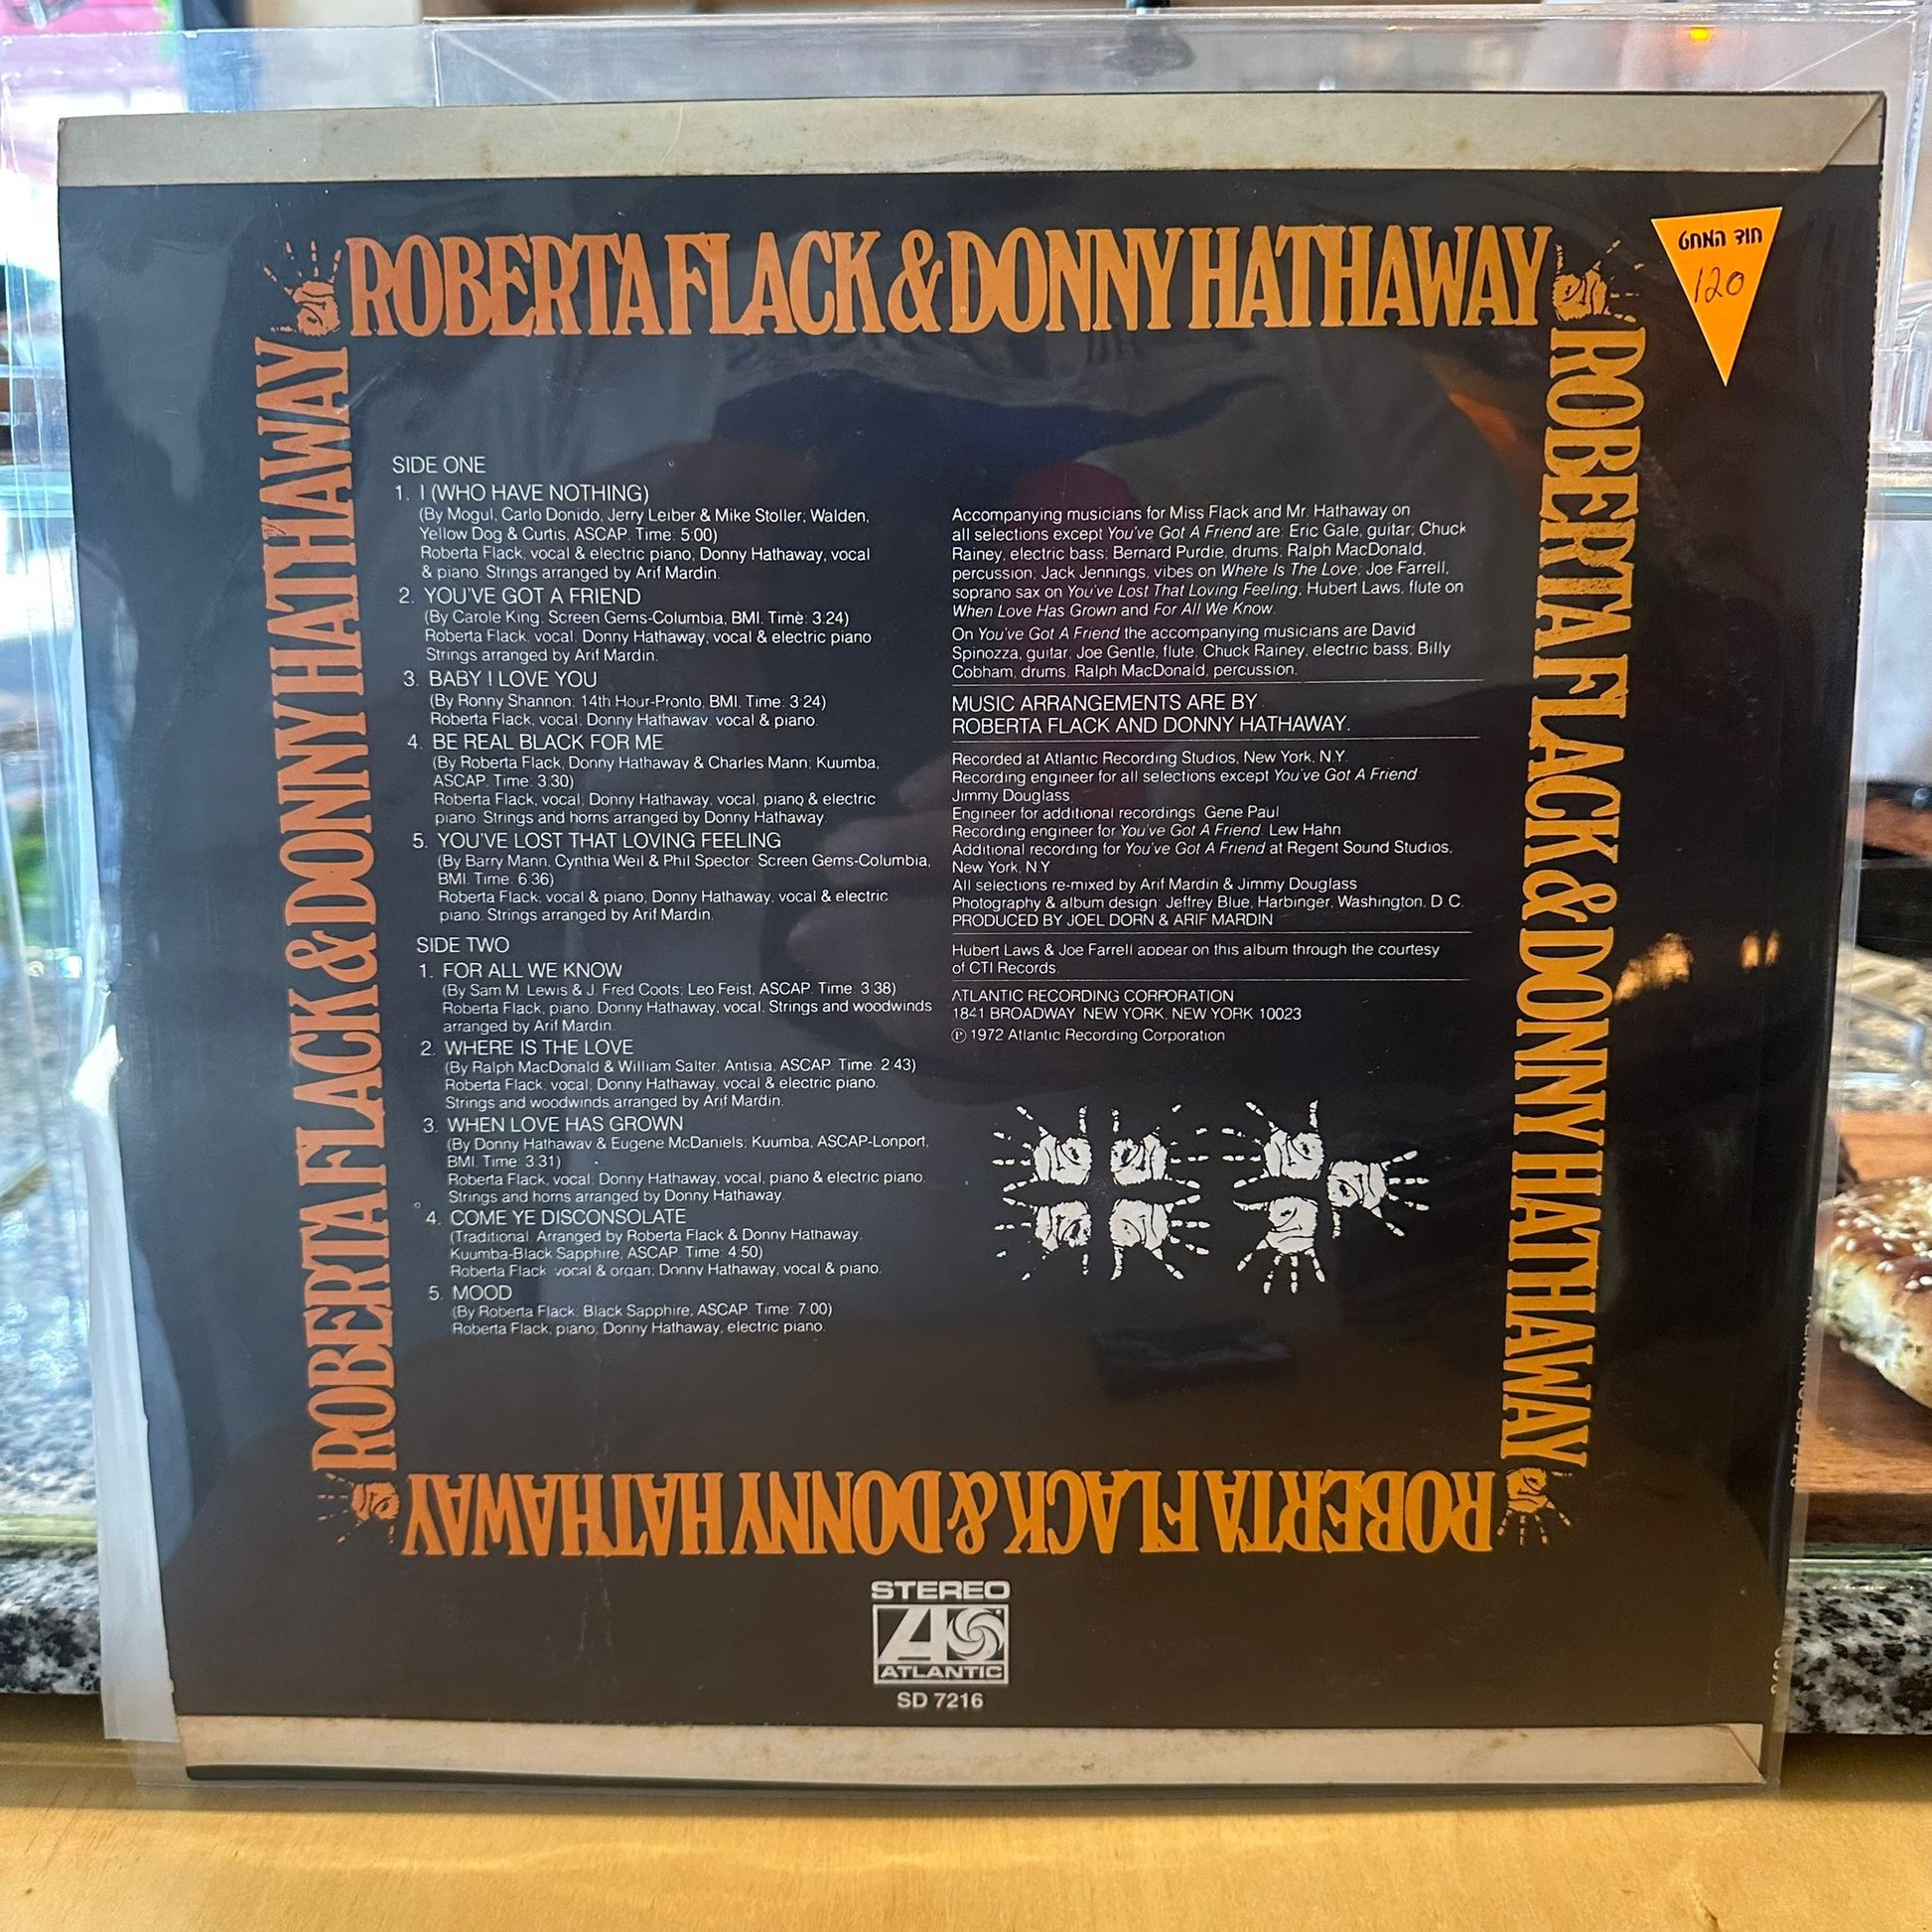 ROBERTA FLACK & DONNY HATHAWAY
חוד המחט
120
ROBERTA FLACK & DONNY HATHAWAY
ROBERTA FLACK & DONNY HATHAWAY
SIDE ONE
1. I (WHO HAVE NOTHING)
(By Mogul, Carlo Donido, Jerry Leiber & Mike Stoller; Walden,
Yellow Dog & Curtis, ASCAP. Time: 5:00)
Roberta Flack, vocal & electric piano, Donny Hathaway, vocal
& piano. Strings arranged by Arif Mardin.
2. YOU'VE GOT A FRIEND
(By Carole King: Screen Gems-Columbia, BMI. Time: 3:24)
Roberta Flack, vocal: Donny Hathaway, vocal & electric piano
Strings arranged by Arif Mardin.
3. BABY I LOVE YOU
(By Ronny Shannon: 14th Hour-Pronto, BMI. Time: 3:24)
Roberta Flack, vocal; Donny Hathaway, vocal & piano.
4. BE REAL BLACK FOR ME
(By Roberta Flack, Donny Hathaway & Charles Mann; Kuumba,
ASCAP. Time: 3:30)
Roberta Flack, vocal; Donny Hathaway, vocal, piano & electric
piano. Strings and horns arranged by Donny Hathaway.
5. YOU'VE LOST THAT LOVING FEELING
(By Barry Mann, Cynthia Weil & Phil Spector: Screen Gems-Columbia,
BMI. Time: 6:36)
Roberta Flack, vocal & piano, Donny Hathaway, vocal & electric
piano. Strings arranged by Arif Mardin.
SIDE TWO
1. FOR ALL WE KNOW
(By Sam M. Lewis & J. Fred Coots; Leo Feist, ASCAP. Time: 3:38)
Roberta Flack, piano, Donny Hathaway, vocal. Strings and woodwinds
arranged by Arif Mardin.
2. WHERE IS THE LOVE
(By Ralph MacDonald & William Salter: Antisia, ASCAP. Time: 2:43)
Roberta Flack, vocal; Donny Hathaway, vocal & electric piano.
Strings and woodwinds arranged by Arif Mardin.
3. WHEN LOVE HAS GROWN
(By Donny Hathaway & Eugene McDaniels; Kuumba, ASCAP-Lonport,
BMI. Time: 3:31)
Roberta Flack, vocal; Donny Hathaway, vocal, piano & electric piano.
Strings and horns arranged by Donny Hathaway.
4. COME YE DISCONSOLATE
(Traditional. Arranged by Roberta Flack & Donny Hathaway.
Kuumba-Black Sapphire, ASCAP. Time: 4:50)
Roberta Flack vocal & organ; Donny Hathaway, vocal & piano.
5. MOOD
(By Roberta Flack; Black Sapphire, ASCAP. Time: 7:00)
Roberta Flack, piano; Donny Hathaway, electric piano.
Accompanying musicians for Miss Flack and Mr. Hathaway on
all selections except You've Got A Friend are: Eric Gale, guitar; Chuck
Rainey, electric bass; Bernard Purdie, drums; Ralph MacDonald,
percussion; Jack Jennings, vibes on Where Is The Love; Joe Farrell,
soprano sax on You've Lost That Loving Feeling; Hubert Laws, flute on
When Love Has Grown and For All We Know.
On You've Got A Friend the accompanying musicians are David
Spinozza, guitar; Joe Gentle, flute, Chuck Rainey, electric bass; Billy
Cobham, drums. Ralph MacDonald, percussion.
MUSIC ARRANGEMENTS ARE BY
ROBERTA FLACK AND DONNY HATHAWAY.
Recorded at Atlantic Recording Studios, New York, N.Y.
Recording engineer for all selections except You've Got A Friend:
Jimmy Douglass
Engineer for additional recordings: Gene Paul
Recording engineer for You've Got A Friend: Lew Hahn
Additional recording for You've Got A Friend at Regent Sound Studios,
New York, N.Y.
All selections re-mixed by Arif Mardin & Jimmy Douglass
Photography & album design: Jeffrey Blue, Harbinger, Washington, D.C.
PRODUCED BY JOEL DORN & ARIF MARDIN
Hubert Laws & Joe Farrell appear on this album through the courtesy
of CTI Records.
ATLANTIC RECORDING CORPORATION
1841 BROADWAY NEW YORK, NEW YORK 10023
Ⓟ 1972 Atlantic Recording Corporation
ROBERTA FLACK & DONNY HATHAWAY
STEREO
ATLANTIC
SD 7216